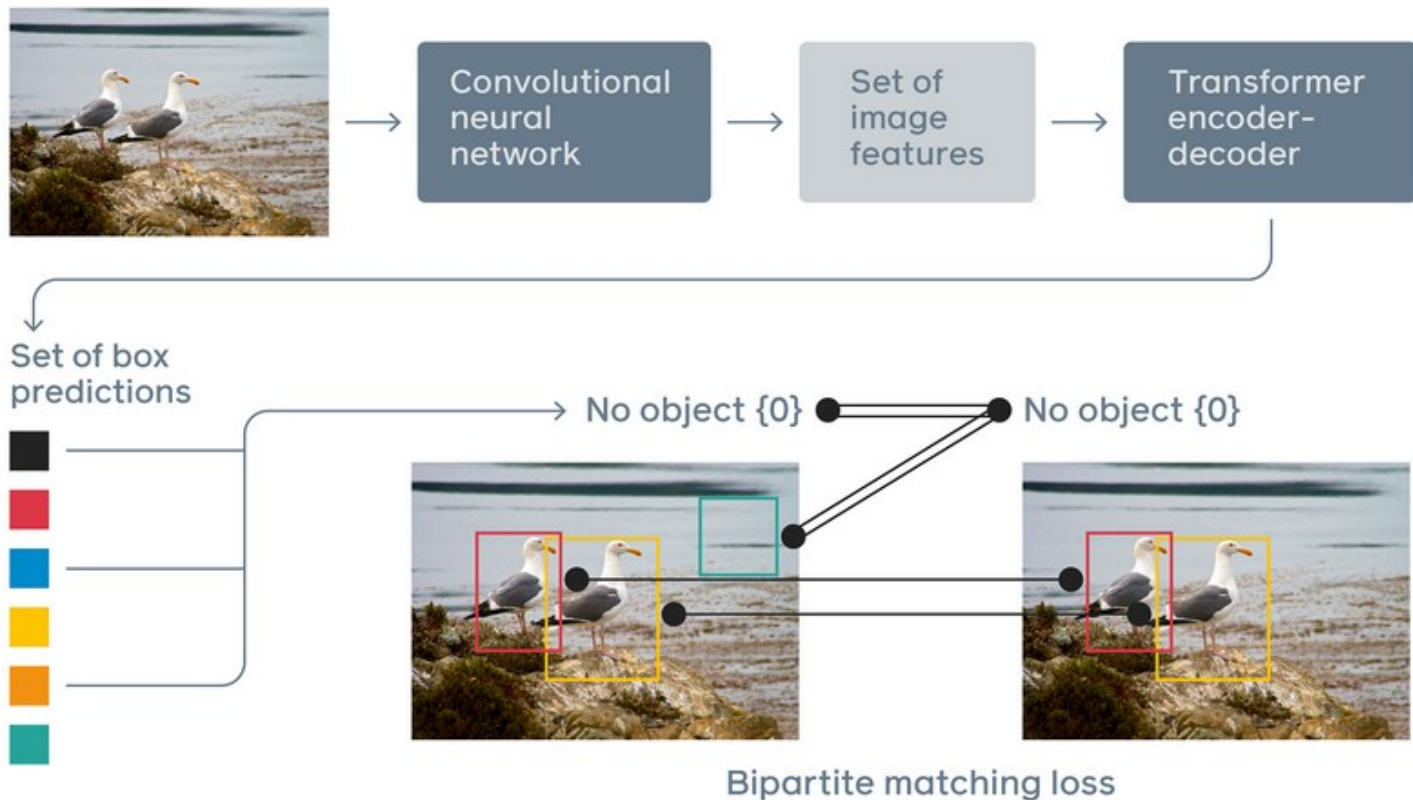 Convolutional
neural
network
Set of
image
features
Transformer
encoder-
decoder
Set of box
predictions
No object {0}
No object {0}
Bipartite matching loss